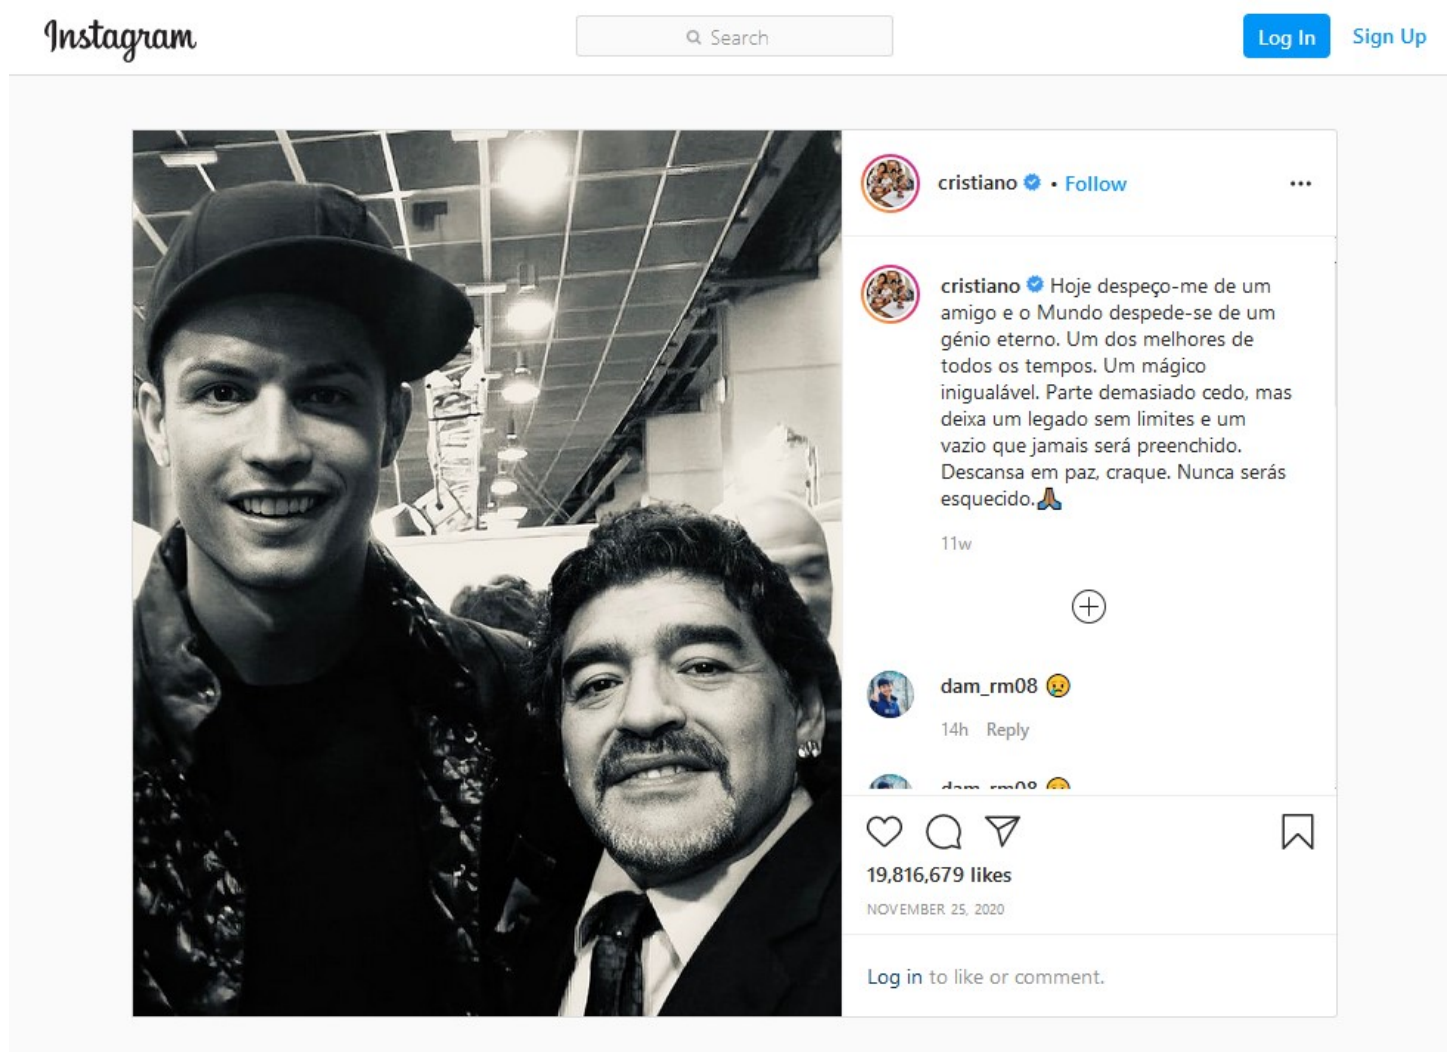 Instagram
Search
Log In
Sign Up
cristiano • Follow
cristiano Hoje despeço-me de um
amigo e o Mundo despede-se de um
génio eterno. Um dos melhores de
todos os tempos. Um mágico
inigualável. Parte demasiado cedo, mas
deixa um legado sem limites e um
vazio que jamais será preenchido.
Descansa em paz, craque. Nunca serás
esquecido.🙏🏽
11w
dam_rm08 😢
14h Reply
dam_rm08 😢
19,816,679 likes
NOVEMBER 25, 2020
Log in to like or comment.